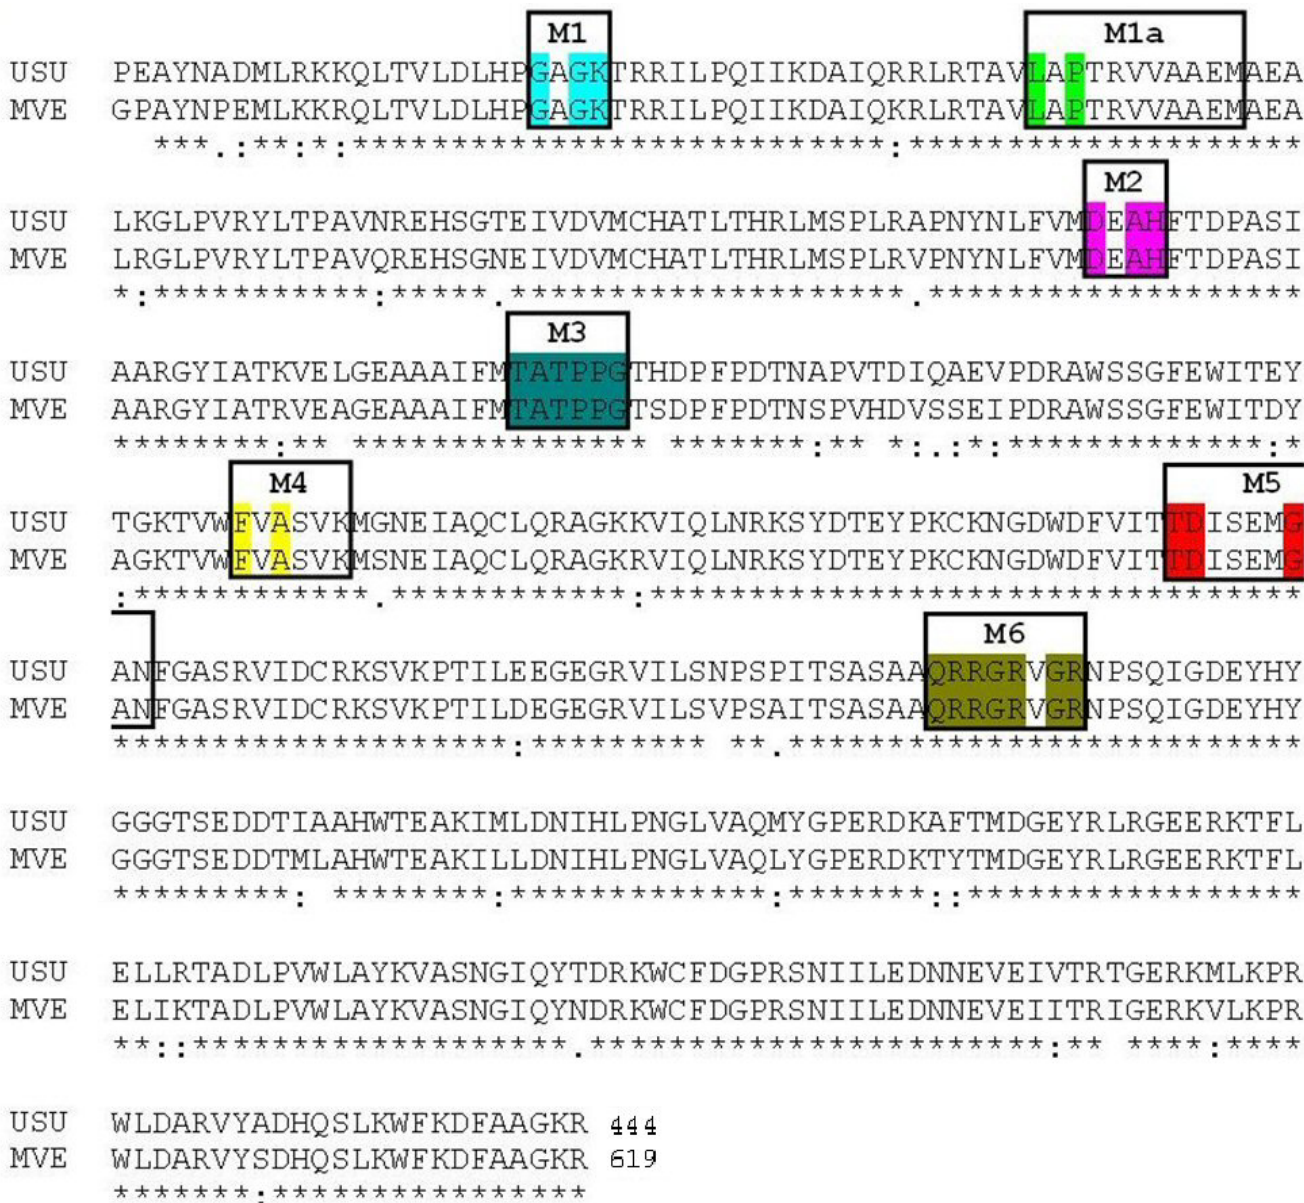 M1 M1a
USU PEAYNADMLRKKQLTVLDLHPGAGKTRRILPQIIKDAIQRRLRTAVLAPTRVVAAEMAEA
MVE GPAYNPEMLKKRQLTVLDLHPGAGKTRRILPQIIKDAIQKRLRTAVLAPTRVVAAEMAEA
***.:**:*:***************************:********************
M2
USU LKGLPVRYLTPAVNREHSGTEIVDVMCHATLTHRLMSPLRAPNYNLFVMDEAHFTDPASI
MVE LRGLPVRYLTPAVQREHSGNEIVDVMCHATLTHRLMSPLRVPNYNLFVMDEAHFTDPASI
*:***********:*****.********************.*******************
M3
USU AARGYIATKVELGEAAAIFMTATPPGTHDPFPDTNAPVTDIQAEVPDRAWSSGFEWITEY
MVE AARGYIATRVEAGEAAAIFMTATPPGTSDPFPDTNSPVHDVSSEIPDRAWSSGFEWITDY
********:** *************** *******:** *:.:*:*************:*
M4 M5
USU TGKTVWFVASVKMGNEIAQCLQRAGKKVIQLNRKSYDTEYPKCKNGDWDFVITTDISEMG
MVE AGKTVWFVASVKMSNEIAQCLQRAGKRVIQLNRKSYDTEYPKCKNGDWDFVITTDISEMG
:************.************:*********************************
M6
USU ANFGASRVIDCRKSVKPTILEEGEGRVILSNPSPITSASAAQRRGRVGRNPSQIGDEYHY
MVE ANFGASRVIDCRKSVKPTILDEGEGRVILSVPSAITSASAAQRRGRVGRNPSQIGDEYHY
********************:********* **.**************************
USU GGGTSEDDTIAAHWTEAKIMLDNIHLPNGLVAQMYGPERDKAFTMDGEYRLRGEERKTFL
MVE GGGTSEDDTMLAHWTEAKILLDNIHLPNGLVAQLYGPERDKTYTMDGEYRLRGEERKTFL
*********: ********:*************:*******::*****************
USU ELLRTADLPVWLAYKVASNGIQYTDRKWCFDGPRSNIILEDNNEVEIVTRTGERKMLKPR
MVE ELIKTADLPVWLAYKVASNGIQYNDRKWCFDGPRSNIILEDNNEVEIITRIGERKVLKPR
**::*******************.***********************:** ****:****
USU WLDARVYADHQSLKWFKDFAAGKR 444
MVE WLDARVYSDHQSLKWFKDFAAGKR 619
*******:****************